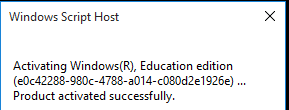 Windows Script Host
Activating Windows(R), Education edition
(e0c42288-980c-4788-a014-c080d2e1926e) ...
Product activated successfully.